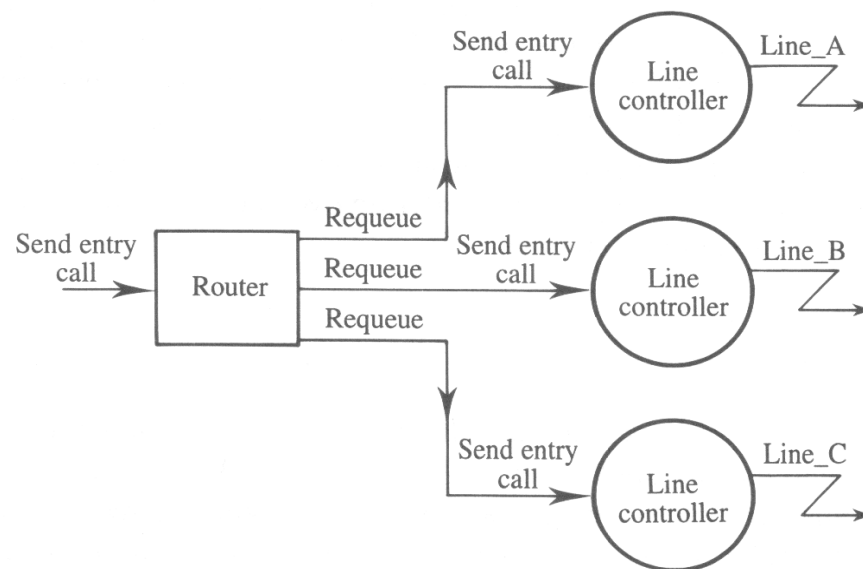 Send entry
call
Line_A
Line
controller
Requeue
Send entry
call
Router
Requeue
Send entry
call
Line_B
Line
controller
Requeue
Send entry
call
Line_C
Line
controller